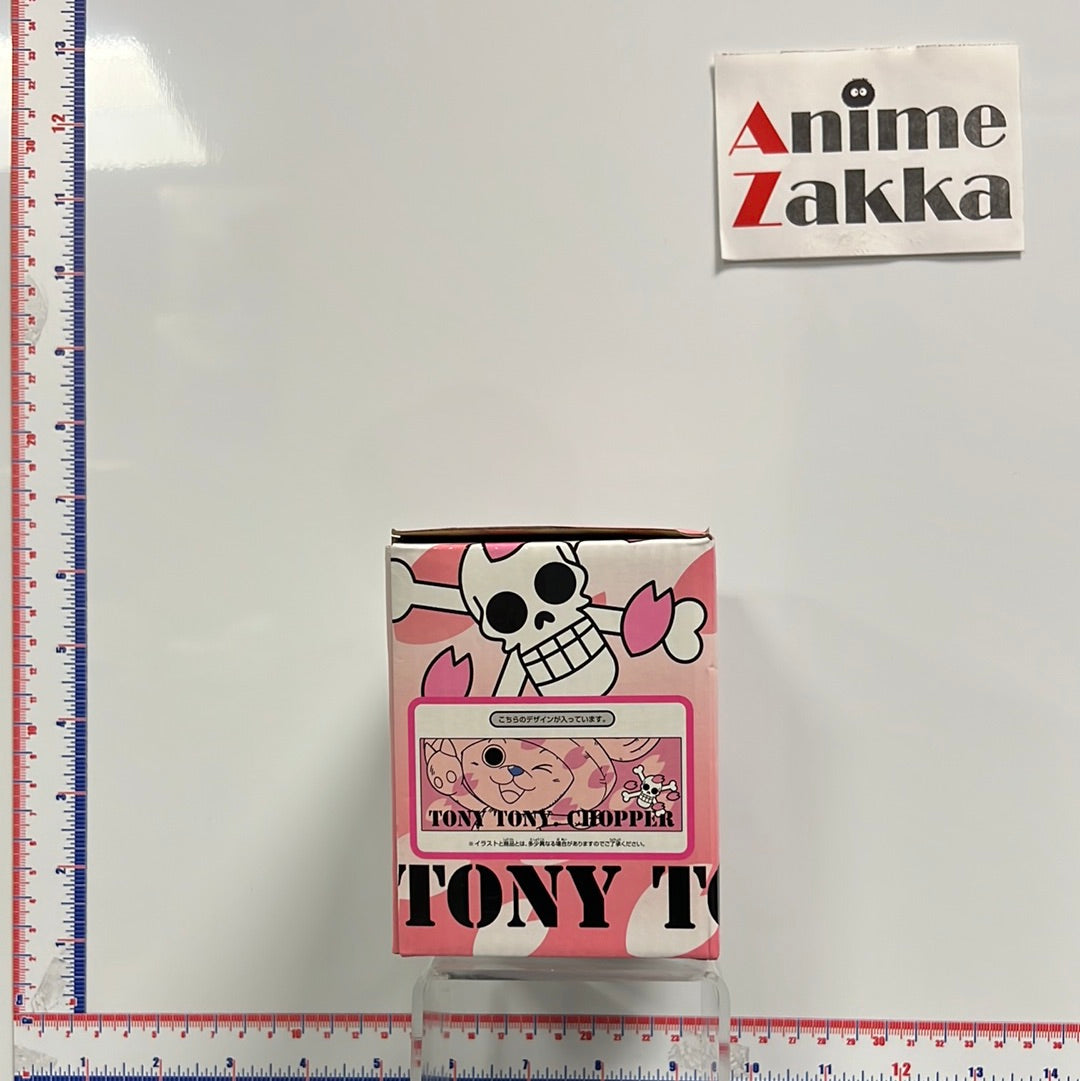 Anime
Zakka
こちらのデザインが入っています。
TONY TONY. CHOPPER
※イラストと商品とは、多少異なる場合がありますのでご了承ください。
TONY TO